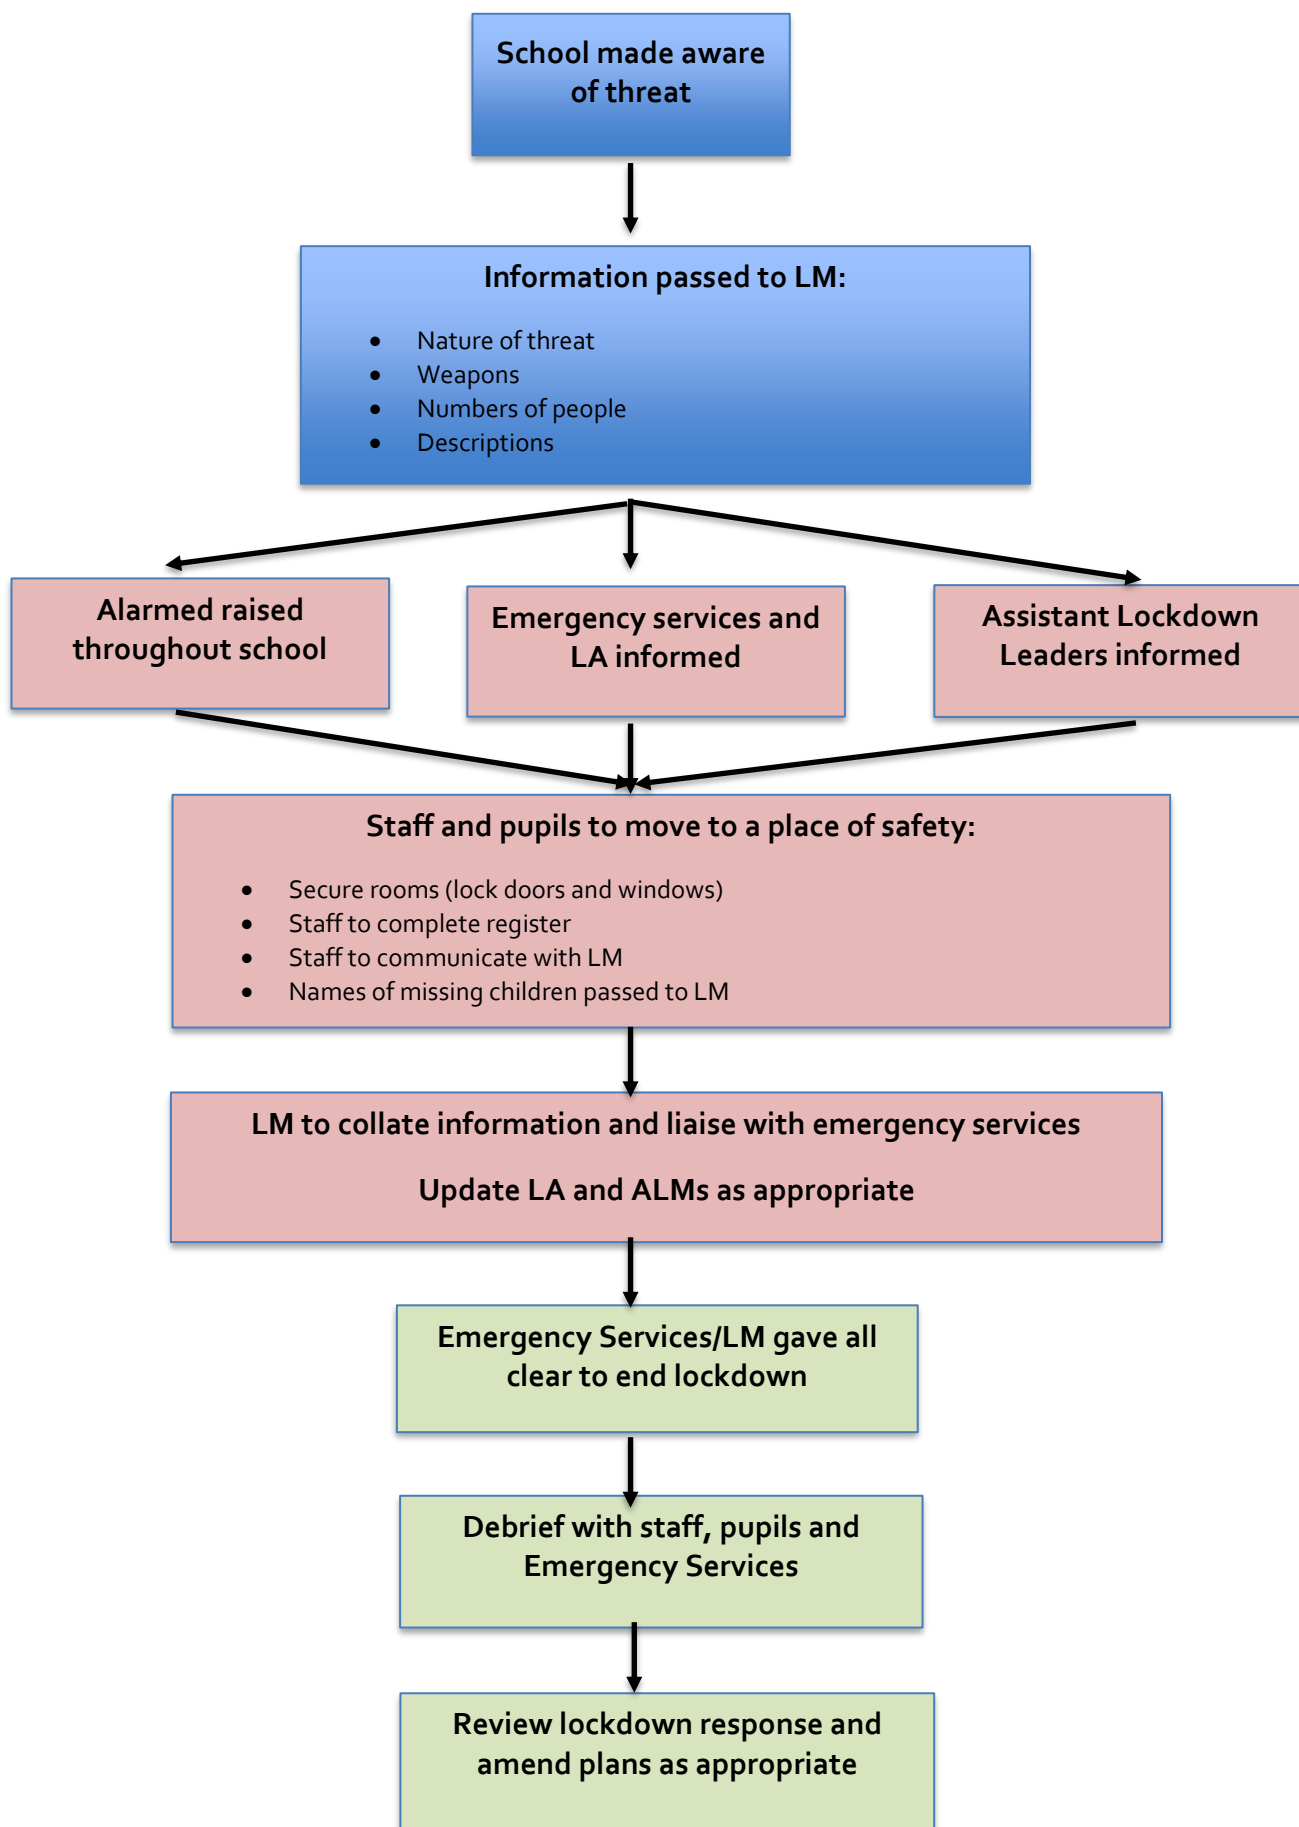 School made aware
of threat
Information passed to LM:
• Nature of threat
• Weapons
• Numbers of people
• Descriptions
Alarmed raised
throughout school
Emergency services and
LA informed
Assistant Lockdown
Leaders informed
Staff and pupils to move to a place of safety:
• Secure rooms (lock doors and windows)
• Staff to complete register
• Staff to communicate with LM
• Names of missing children passed to LM
LM to collate information and liaise with emergency services
Update LA and ALMs as appropriate
Emergency Services/LM gave all
clear to end lockdown
Debrief with staff, pupils and
Emergency Services
Review lockdown response and
amend plans as appropriate